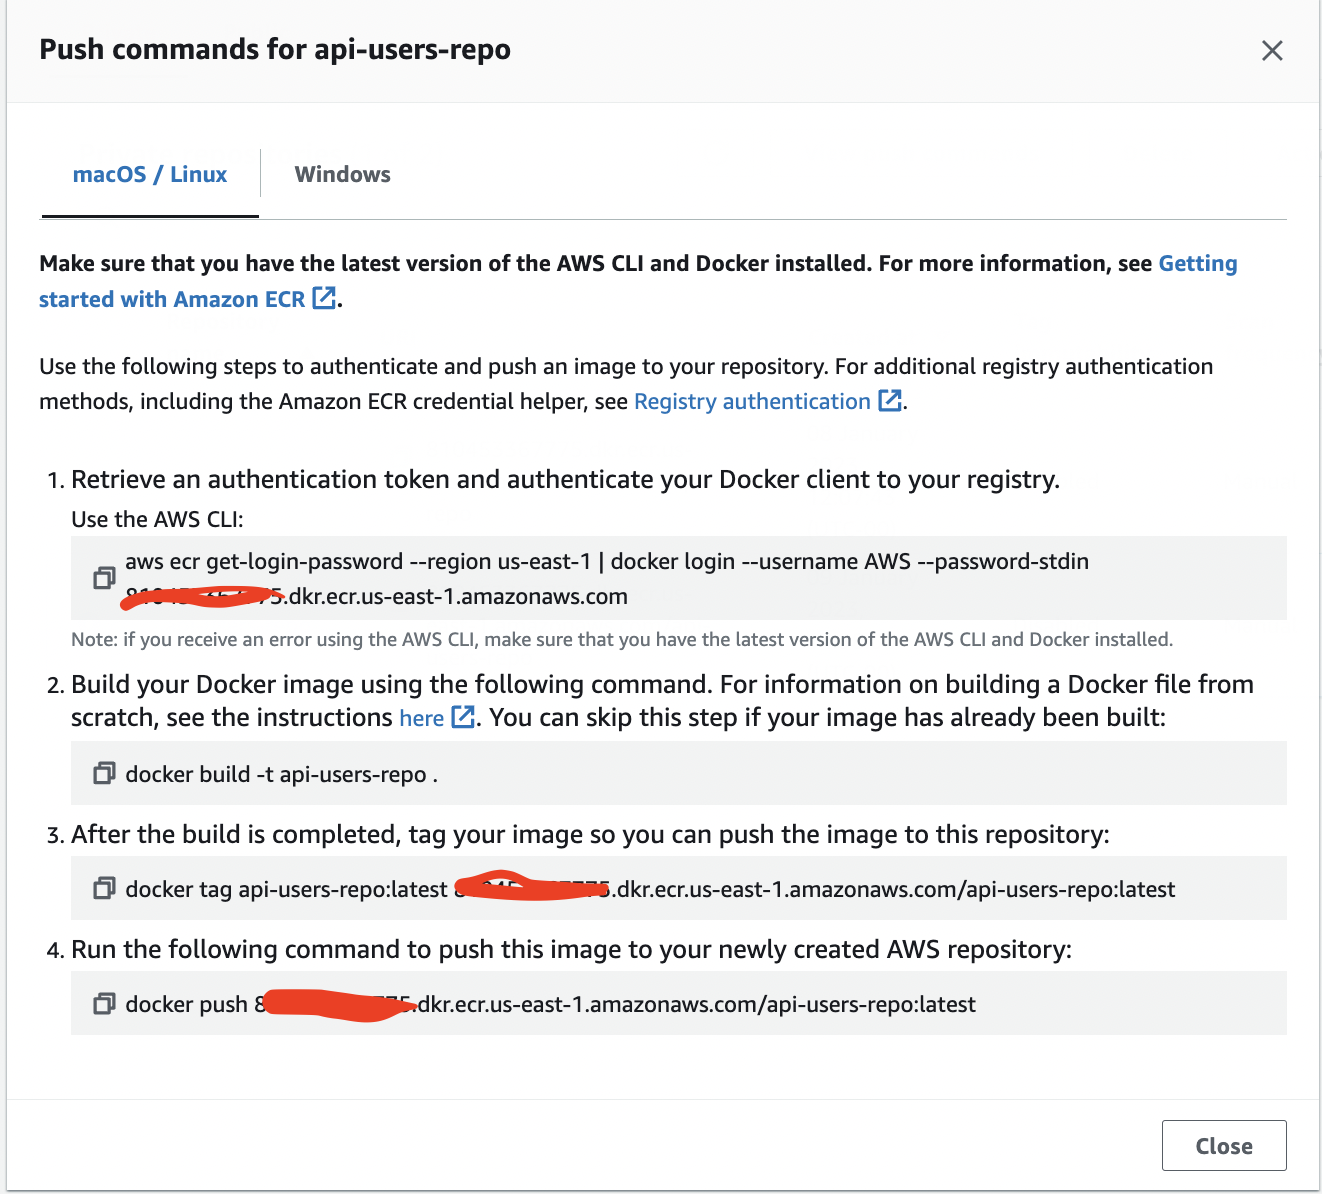 Push commands for api-users-repo
macOS / Linux
Windows
Make sure that you have the latest version of the AWS CLI and Docker installed. For more information, see Getting
started with Amazon ECR.
Use the following steps to authenticate and push an image to your repository. For additional registry authentication
methods, including the Amazon ECR credential helper, see Registry authentication.
1. Retrieve an authentication token and authenticate your Docker client to your registry.
Use the AWS CLI:
aws ecr get-login-password --region us-east-1 | docker login --username AWS --password-stdin
.dkr.ecr.us-east-1.amazonaws.com
Note: if you receive an error using the AWS CLI, make sure that you have the latest version of the AWS CLI and Docker installed.
2. Build your Docker image using the following command. For information on building a Docker file from
scratch, see the instructions here. You can skip this step if your image has already been built:
docker build -t api-users-repo .
3. After the build is completed, tag your image so you can push the image to this repository:
docker tag api-users-repo:latest .dkr.ecr.us-east-1.amazonaws.com/api-users-repo:latest
4. Run the following command to push this image to your newly created AWS repository:
docker push .dkr.ecr.us-east-1.amazonaws.com/api-users-repo:latest
Close